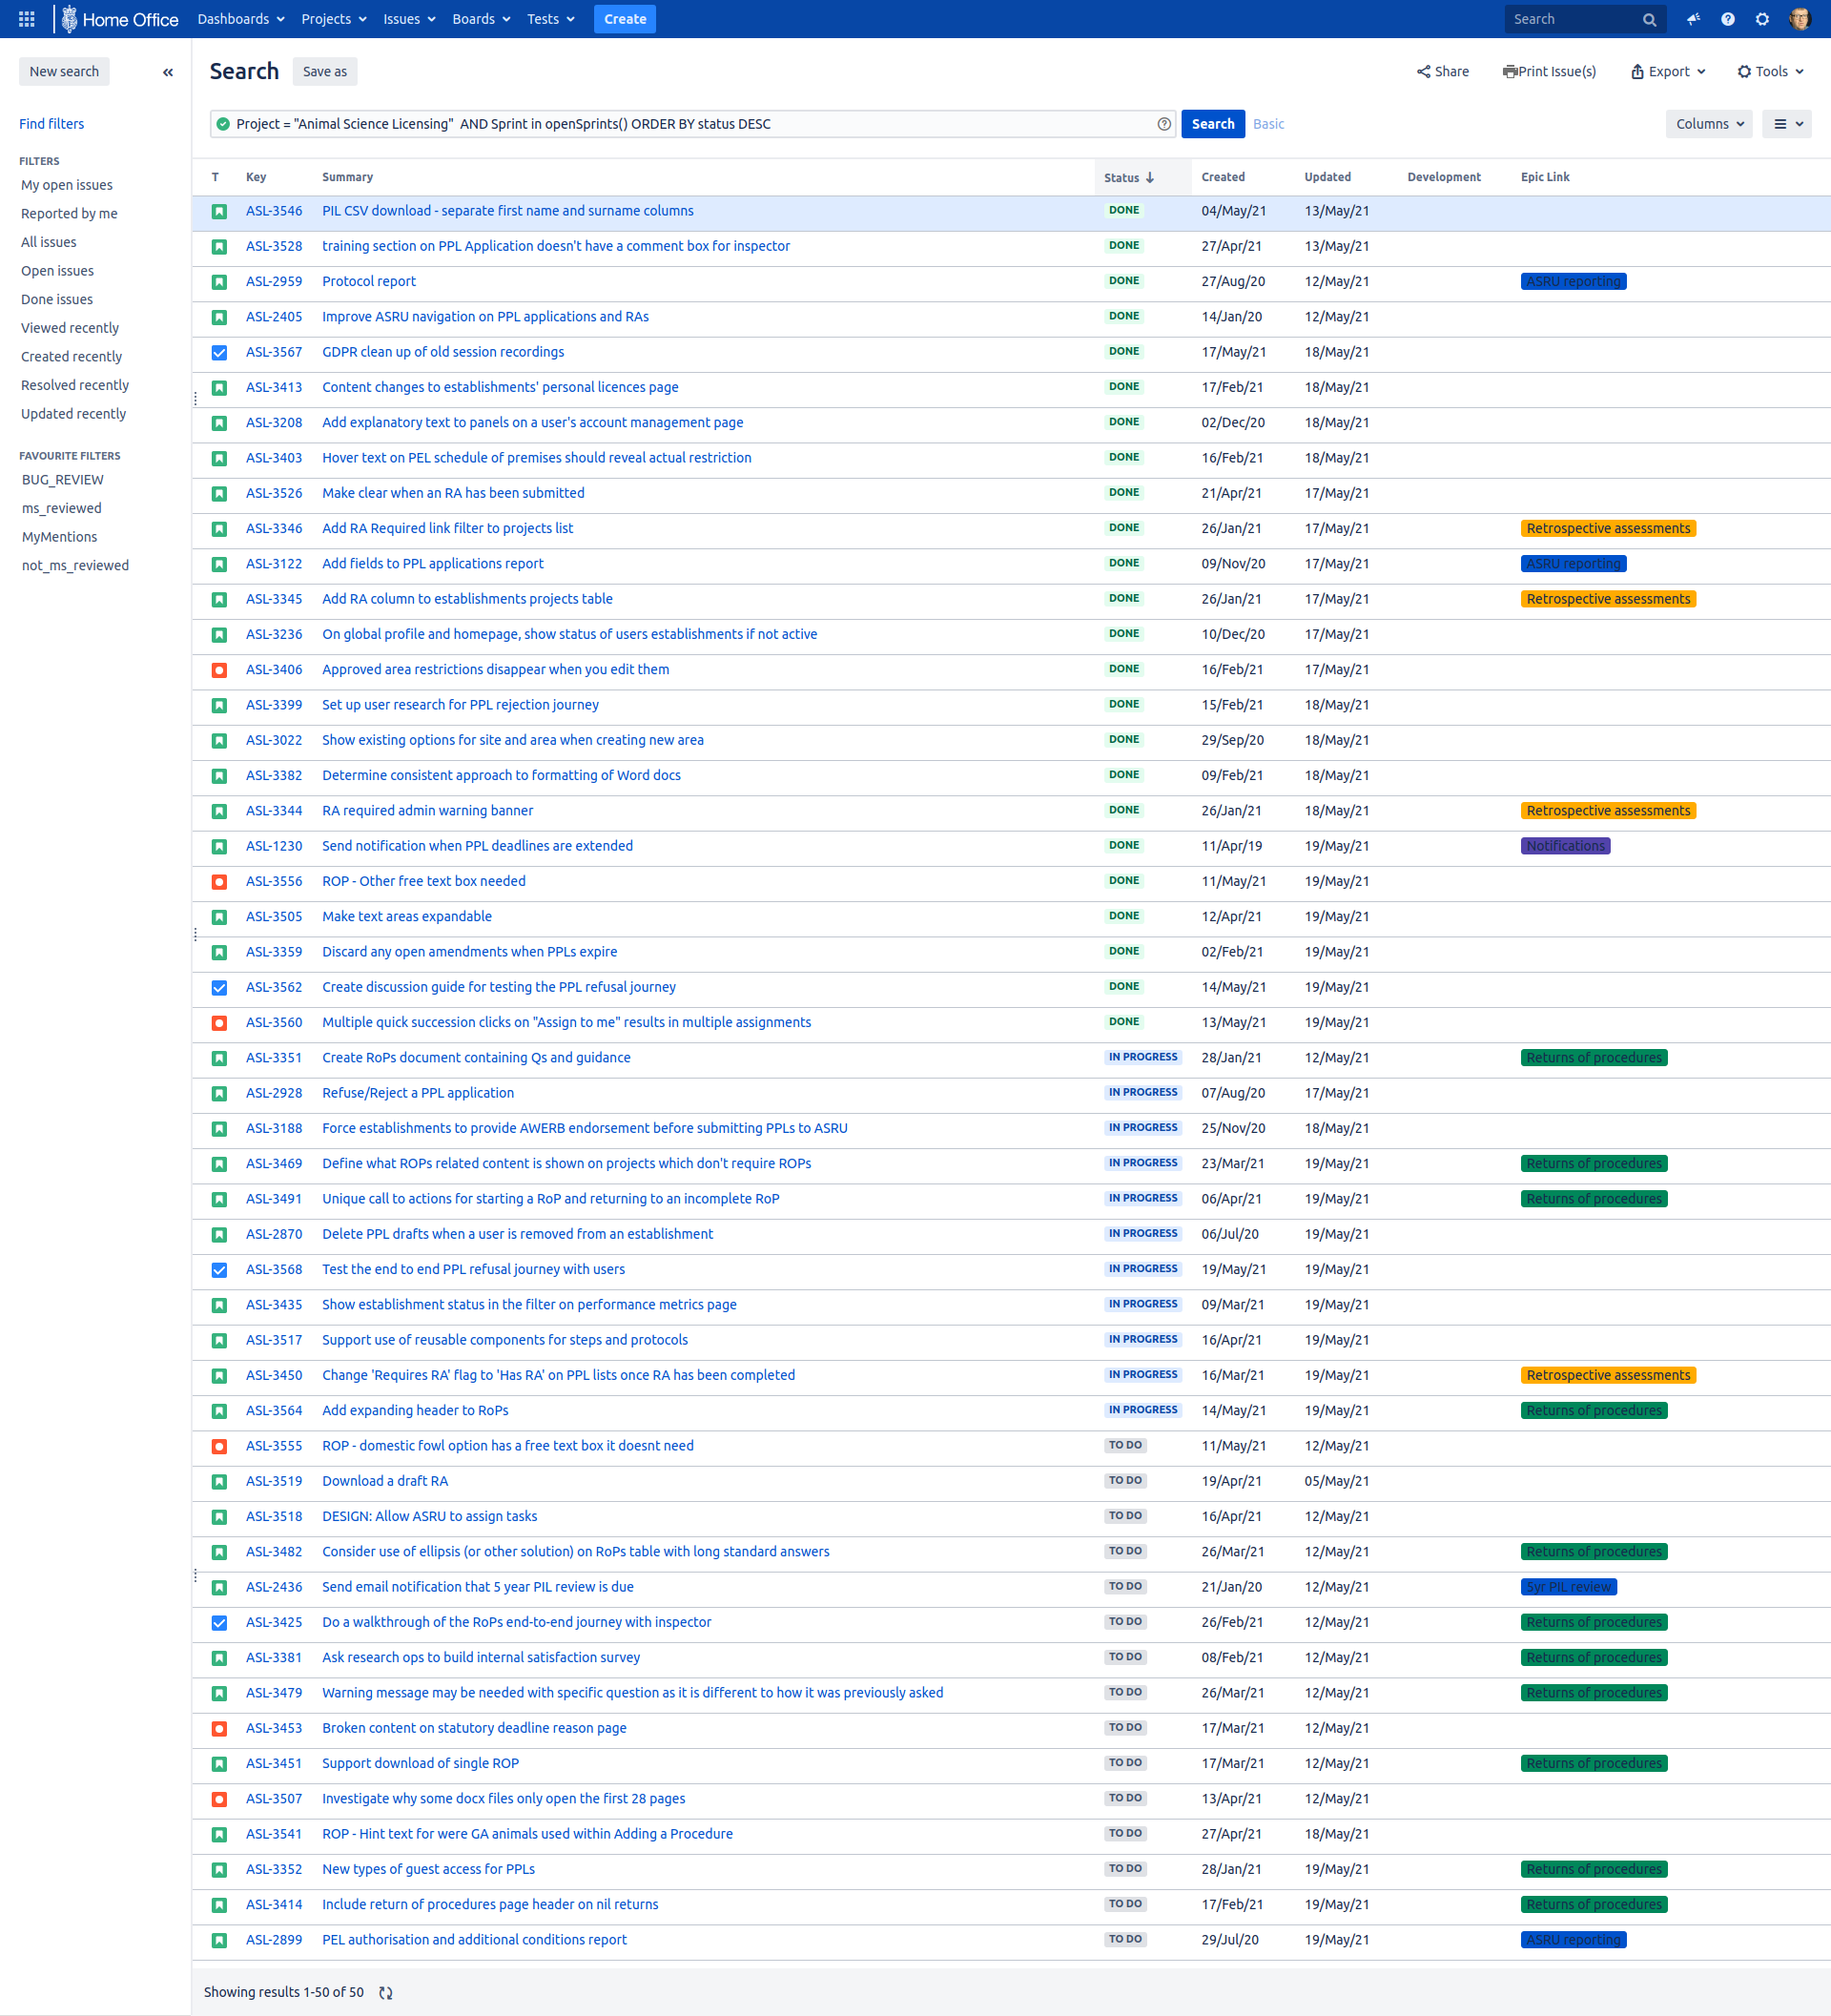 Home Office Dashboards Projects Issues Boards Tests Create Search
New search
Search Save as Share Print Issue(s) Export Tools
Find filters
Project = "Animal Science Licensing" AND Sprint in openSprints() ORDER BY status DESC Search Basic Columns
FILTERS
My open issues
Reported by me
All issues
Open issues
Done issues
Viewed recently
Created recently
Resolved recently
Updated recently
FAVOURITE FILTERS
BUG_REVIEW
ms_reviewed
MyMentions
not_ms_reviewed
T Key Summary Status Created Updated Development Epic Link
ASL-3546 PIL CSV download - separate first name and surname columns DONE 04/May/21 13/May/21
ASL-3528 training section on PPL Application doesn't have a comment box for inspector DONE 27/Apr/21 13/May/21
ASL-2959 Protocol report DONE 27/Aug/20 12/May/21 ASRU reporting
ASL-2405 Improve ASRU navigation on PPL applications and RAs DONE 14/Jan/20 12/May/21
ASL-3567 GDPR clean up of old session recordings DONE 17/May/21 18/May/21
ASL-3413 Content changes to establishments' personal licences page DONE 17/Feb/21 18/May/21
ASL-3208 Add explanatory text to panels on a user's account management page DONE 02/Dec/20 18/May/21
ASL-3403 Hover text on PEL schedule of premises should reveal actual restriction DONE 16/Feb/21 18/May/21
ASL-3526 Make clear when an RA has been submitted DONE 21/Apr/21 17/May/21
ASL-3346 Add RA Required link filter to projects list DONE 26/Jan/21 17/May/21 Retrospective assessments
ASL-3122 Add fields to PPL applications report DONE 09/Nov/20 17/May/21 ASRU reporting
ASL-3345 Add RA column to establishments projects table DONE 26/Jan/21 17/May/21 Retrospective assessments
ASL-3236 On global profile and homepage, show status of users establishments if not active DONE 10/Dec/20 17/May/21
ASL-3406 Approved area restrictions disappear when you edit them DONE 16/Feb/21 17/May/21
ASL-3399 Set up user research for PPL rejection journey DONE 15/Feb/21 18/May/21
ASL-3022 Show existing options for site and area when creating new area DONE 29/Sep/20 18/May/21
ASL-3382 Determine consistent approach to formatting of Word docs DONE 09/Feb/21 18/May/21
ASL-3344 RA required admin warning banner DONE 26/Jan/21 18/May/21 Retrospective assessments
ASL-1230 Send notification when PPL deadlines are extended DONE 11/Apr/19 19/May/21 Notifications
ASL-3556 ROP - Other free text box needed DONE 11/May/21 19/May/21
ASL-3505 Make text areas expandable DONE 12/Apr/21 19/May/21
ASL-3359 Discard any open amendments when PPLs expire DONE 02/Feb/21 19/May/21
ASL-3562 Create discussion guide for testing the PPL refusal journey DONE 14/May/21 19/May/21
ASL-3560 Multiple quick succession clicks on "Assign to me" results in multiple assignments DONE 13/May/21 19/May/21
ASL-3351 Create RoPs document containing Qs and guidance IN PROGRESS 28/Jan/21 12/May/21 Returns of procedures
ASL-2928 Refuse/Reject a PPL application IN PROGRESS 07/Aug/20 17/May/21
ASL-3188 Force establishments to provide AWERB endorsement before submitting PPLs to ASRU IN PROGRESS 25/Nov/20 18/May/21
ASL-3469 Define what ROPs related content is shown on projects which don't require ROPs IN PROGRESS 23/Mar/21 19/May/21 Returns of procedures
ASL-3491 Unique call to actions for starting a RoP and returning to an incomplete RoP IN PROGRESS 06/Apr/21 19/May/21 Returns of procedures
ASL-2870 Delete PPL drafts when a user is removed from an establishment IN PROGRESS 06/Jul/20 19/May/21
ASL-3568 Test the end to end PPL refusal journey with users IN PROGRESS 19/May/21 19/May/21
ASL-3435 Show establishment status in the filter on performance metrics page IN PROGRESS 09/Mar/21 19/May/21
ASL-3517 Support use of reusable components for steps and protocols IN PROGRESS 16/Apr/21 19/May/21
ASL-3450 Change 'Requires RA' flag to 'Has RA' on PPL lists once RA has been completed IN PROGRESS 16/Mar/21 19/May/21 Retrospective assessments
ASL-3564 Add expanding header to RoPs IN PROGRESS 14/May/21 19/May/21 Returns of procedures
ASL-3555 ROP - domestic fowl option has a free text box it doesnt need TO DO 11/May/21 12/May/21
ASL-3519 Download a draft RA TO DO 19/Apr/21 05/May/21
ASL-3518 DESIGN: Allow ASRU to assign tasks TO DO 16/Apr/21 12/May/21
ASL-3482 Consider use of ellipsis (or other solution) on RoPs table with long standard answers TO DO 26/Mar/21 12/May/21 Returns of procedures
ASL-2436 Send email notification that 5 year PIL review is due TO DO 21/Jan/20 12/May/21 5yr PIL review
ASL-3425 Do a walkthrough of the RoPs end-to-end journey with inspector TO DO 26/Feb/21 12/May/21 Returns of procedures
ASL-3381 Ask research ops to build internal satisfaction survey TO DO 08/Feb/21 12/May/21 Returns of procedures
ASL-3479 Warning message may be needed with specific question as it is different to how it was previously asked TO DO 26/Mar/21 12/May/21 Returns of procedures
ASL-3453 Broken content on statutory deadline reason page TO DO 17/Mar/21 12/May/21
ASL-3451 Support download of single ROP TO DO 17/Mar/21 12/May/21 Returns of procedures
ASL-3507 Investigate why some docx files only open the first 28 pages TO DO 13/Apr/21 12/May/21
ASL-3541 ROP - Hint text for were GA animals used within Adding a Procedure TO DO 27/Apr/21 18/May/21
ASL-3352 New types of guest access for PPLs TO DO 28/Jan/21 19/May/21 Returns of procedures
ASL-3414 Include return of procedures page header on nil returns TO DO 17/Feb/21 19/May/21 Returns of procedures
ASL-2899 PEL authorisation and additional conditions report TO DO 29/Jul/20 19/May/21 ASRU reporting
Showing results 1-50 of 50